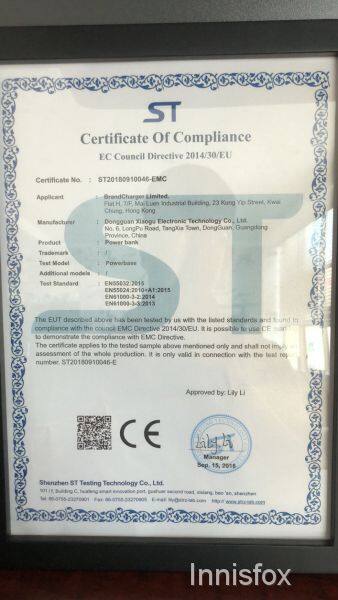 ST
Certificate Of Compliance
EC Council Directive 2014/30/EU
Certificate No. : ST20180910046-EMC
Applicant : BrandCharger Limited.
Flat H, 7/F, Mai Luen Industrial Building, 23 Kung Yip Street, Kwai
Chung, Hong Kong
Manufacturer : Dongguan Xiaogu Electronic Technology Co., Ltd.
No. 6, LongPu Road, TangXia Town, DongGuan, Guangdong
Province, China
Product : Power bank
Trademark : /
Test Model : Powerbase
Additional models : /
Test Standard : EN55032:2015
EN55024:2010+A1:2015
EN61000-3-2:2014
EN61000-3-3:2013
The EUT described above has been tested by us with the listed standards and found to
compliance with the council EMC Directive 2014/30/EU. It is possible to use CE
to demonstrate the compliance with EMC Directive.
The certificate applies to the tested sample above mentioned only and shall not imply an
assessment of the whole production. It is only valid in connection with the test report
number. ST20180910046-E
Approved by: Lily Li
CE
Manager
Sep. 15, 2018
Shenzhen ST Testing Technology Co., Ltd.
Innisfox